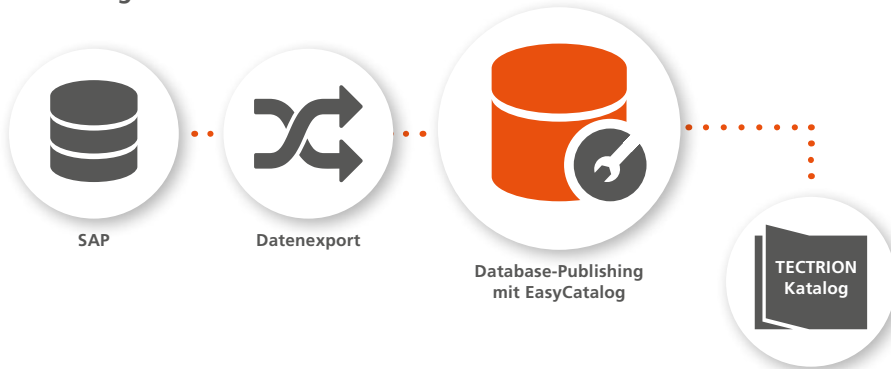 SAP
Datenexport
Database-Publishing
mit EasyCatalog
TECTRION
Katalog